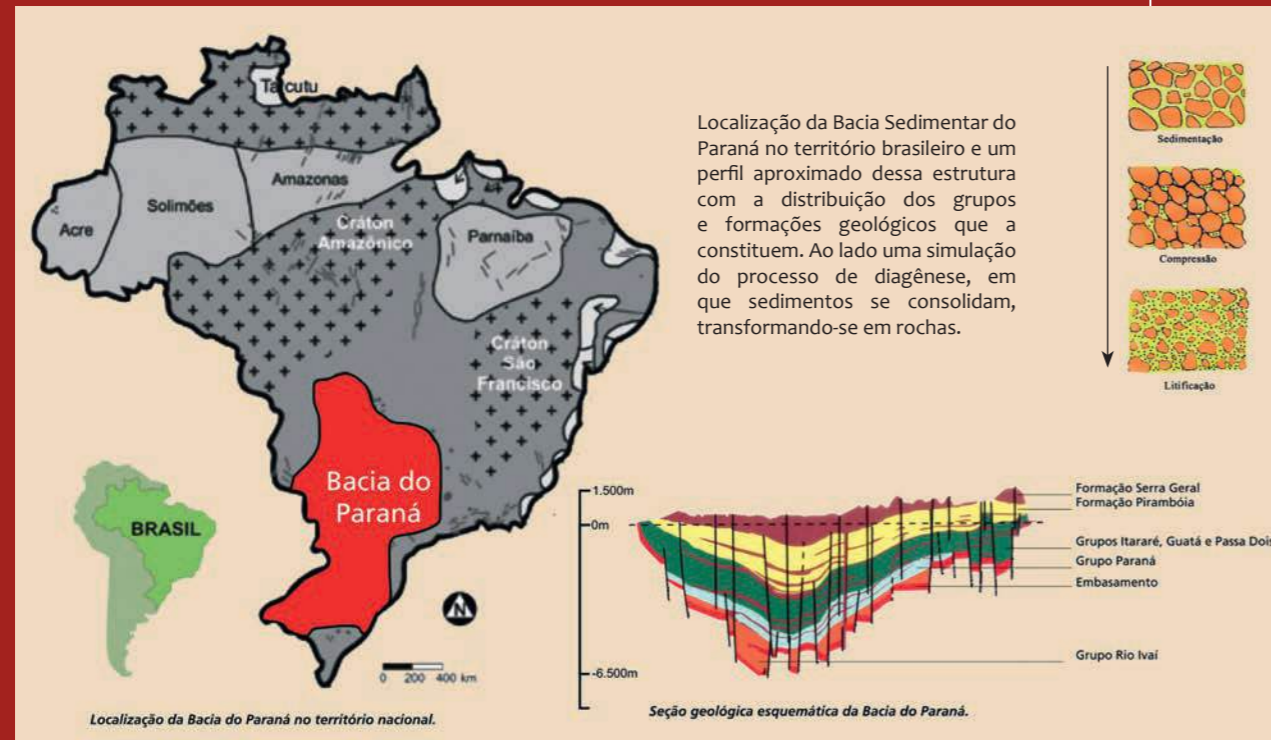 Tacutu
Amazonas
Solimões
Acre
Cráton
Amazônico
Parnaíba
Cráton
São
Francisco
Bacia do
Paraná
BRASIL
N
0 200 400 km
Localização da Bacia do Paraná no território nacional.
Localização da Bacia Sedimentar do
Paraná no território brasileiro e um
perfil aproximado dessa estrutura
com a distribuição dos grupos
e formações geológicos que a
constituem. Ao lado uma simulação
do processo de diagênese, em
que sedimentos se consolidam,
transformando-se em rochas.
Sedimentação
Compressão
Litificação
1.500m
0m
-6.500m
Formação Serra Geral
Formação Pirambóia
Grupos Itararé, Guatá e Passa Dois
Grupo Paraná
Embasamento
Grupo Rio Ivaí
Seção geológica esquemática da Bacia do Paraná.